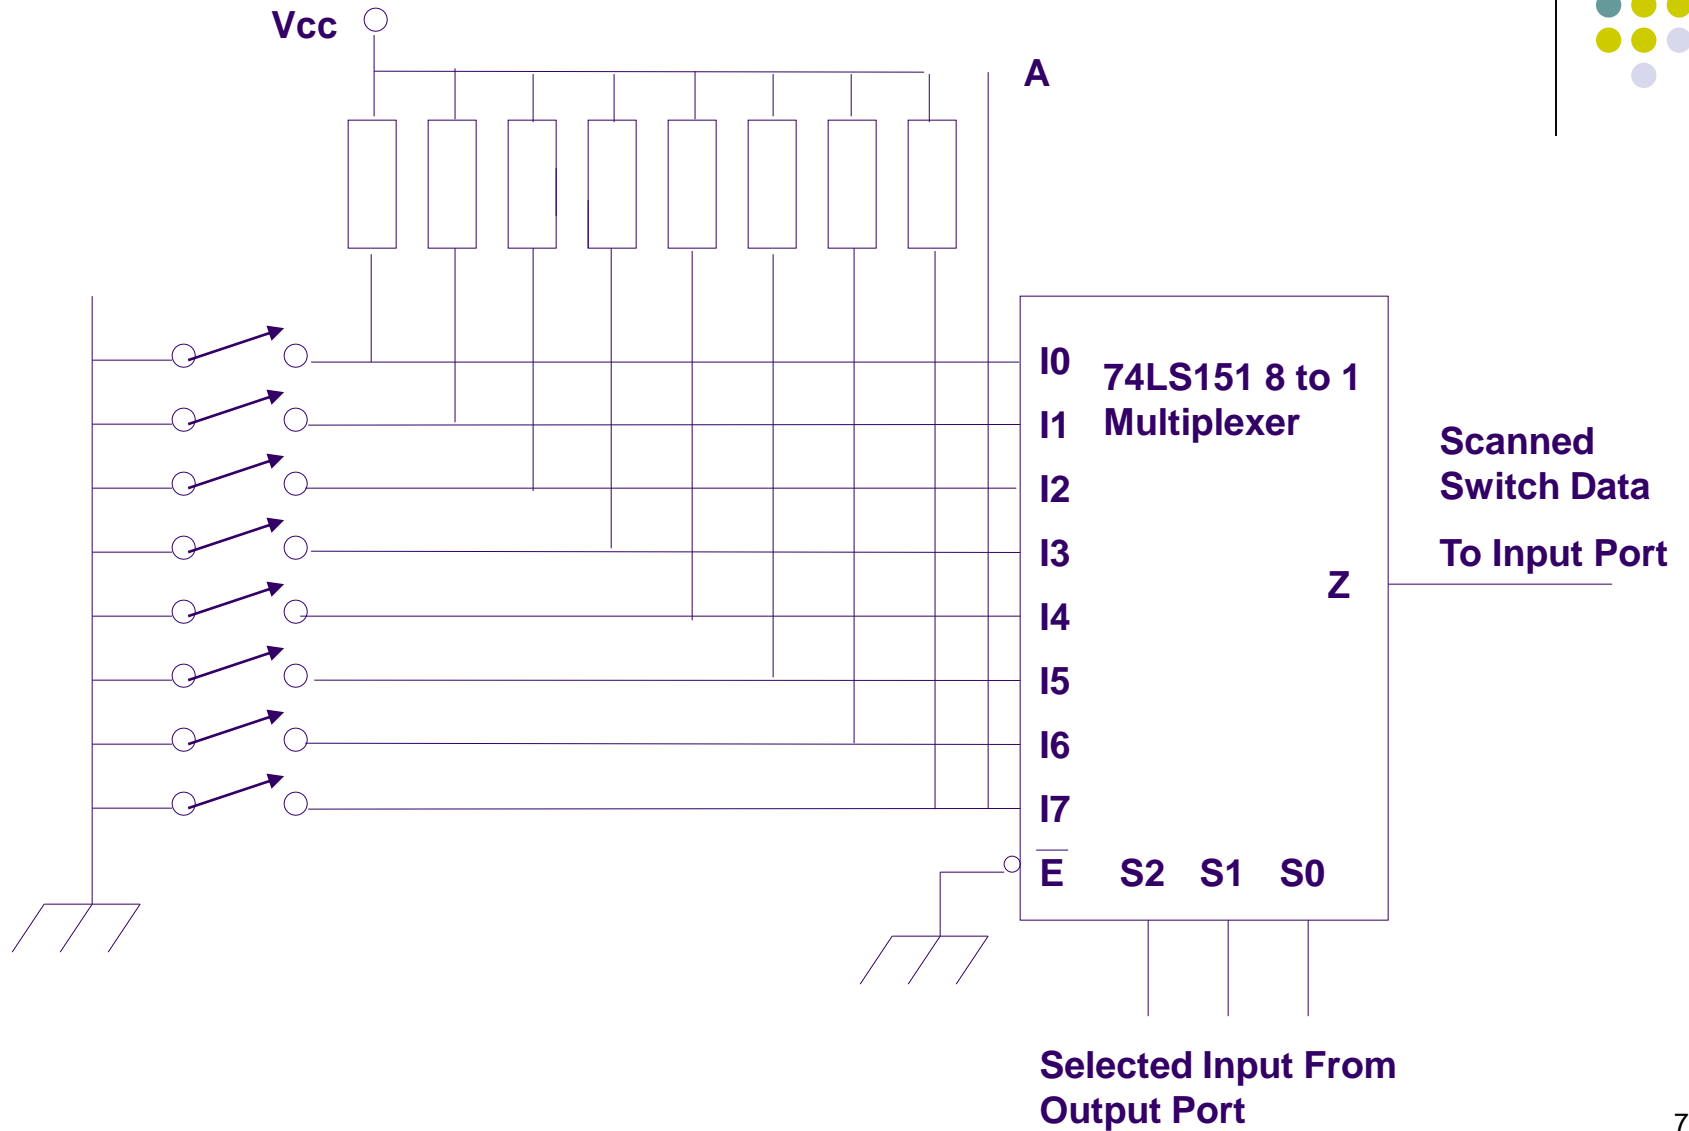 Vcc
A
I0
74LS151 8 to 1
Multiplexer
I1
I2
I3
I4
I5
I6
I7
E
S2 S1 S0
Z
Scanned
Switch Data
To Input Port
Selected Input From
Output Port
7